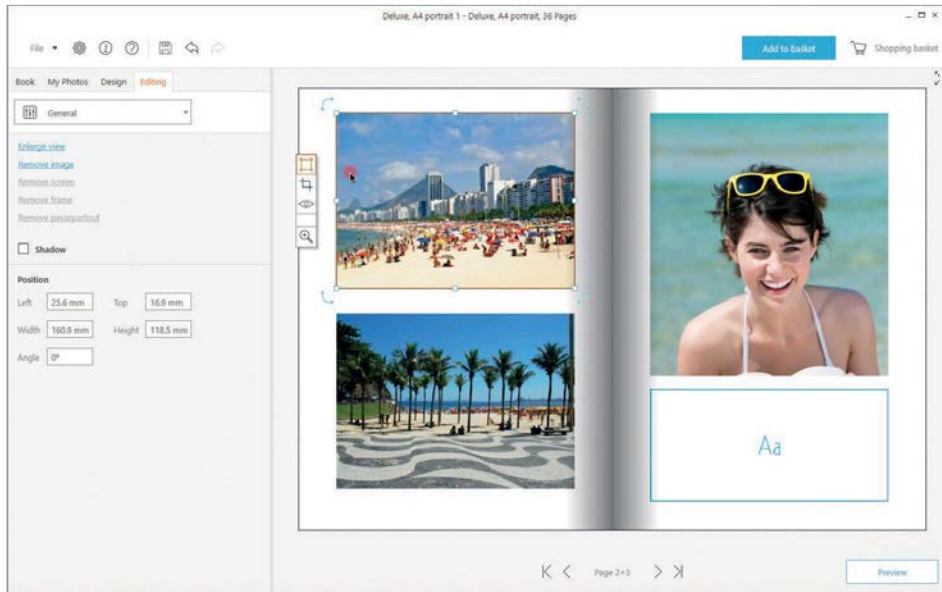 Deluxe, A4 portrait 1 - Deluxe, A4 portrait, 36 Pages
File
Add to basket
Shopping basket
Book My Photos Design Editing
General
Enlarge view
Remove image
Remove screen
Remove frame
Remove passepartout
Shadow
Position
Left 25.6 mm Top 16.9 mm
Width 160.9 mm Height 118.5 mm
Angle 0°
Aa
Page 2+3
Preview